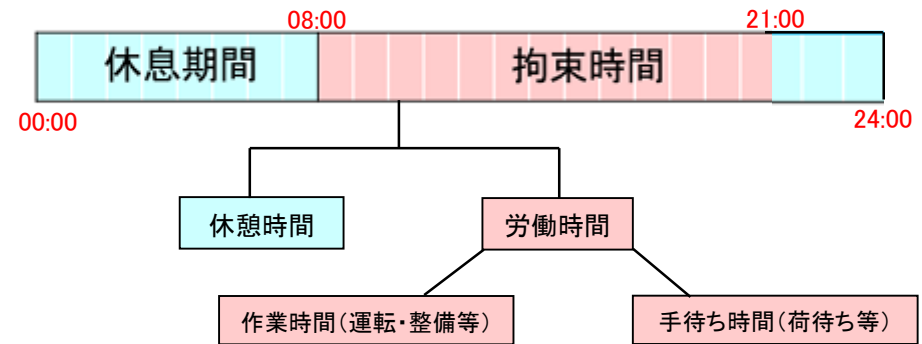 08:00
21:00
休息期間
拘束時間
00:00
24:00
休憩時間
労働時間
作業時間(運転・整備等)
手待ち時間(荷待ち等)